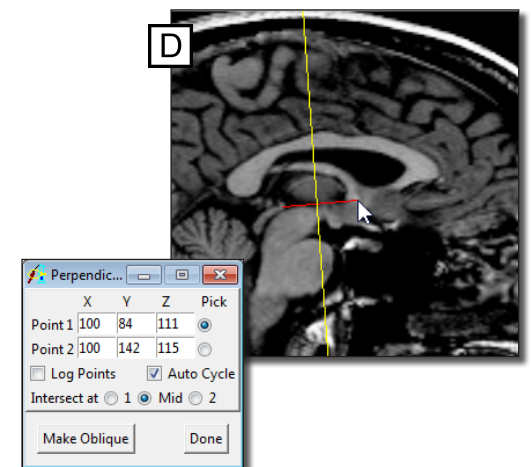 D
Perpendic...
X Y Z Pick
Point 1 100 84 111
Point 2 100 142 115
Log Points Auto Cycle
Intersect at 1 Mid 2
Make Oblique Done